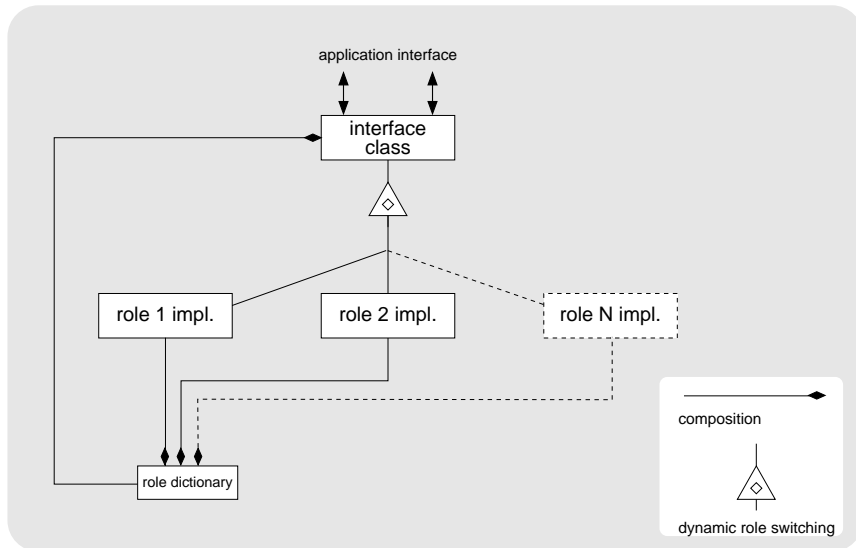 application interface
interface
class
role 1 impl.
role 2 impl.
role N impl.
role dictionary
composition
dynamic role switching